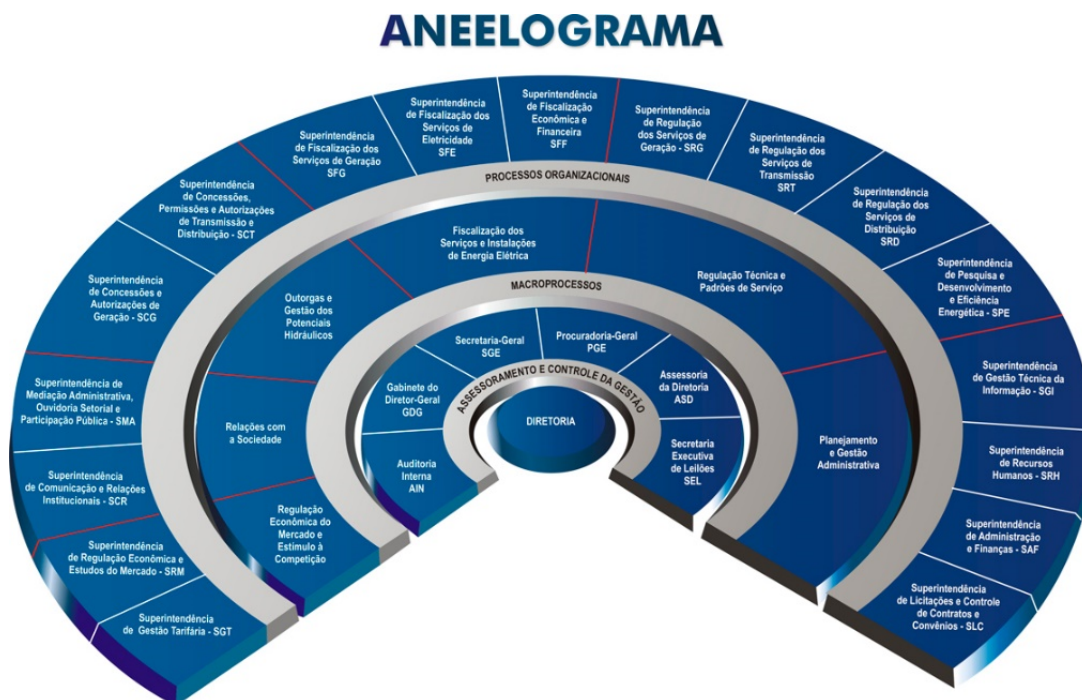 ANEELOGRAMA
Superintendência
de Gestão Tarifária - SGT
Superintendência
de Regulação Econômica e
Estudos do Mercado - SRM
Superintendência
de Comunicação e Relações
Institucionais - SCR
Superintendência de
Mediação Administrativa,
Ouvidoria Setorial e
Participação Pública - SMA
Superintendência
de Concessões e
Autorizações de
Geração - SCG
Superintendência
de Concessões,
Permissões e Autorizações
de Transmissão e
Distribuição - SCT
Superintendência
de Fiscalização dos
Serviços de Geração
SFG
Superintendência
de Fiscalização dos
Serviços de
Eletricidade
SFE
Superintendência
de Fiscalização
Econômica e
Financeira
SFF
Superintendência
de Regulação
dos Serviços de
Geração - SRG
Superintendência
de Regulação dos
Serviços de
Transmissão
SRT
Superintendência
de Regulação
dos Serviços de
Distribuição
SRD
Superintendência
de Pesquisa e
Desenvolvimento
e Eficiência
Energética - SPE
Superintendência
de Gestão Técnica da
Informação - SGI
Superintendência
de Recursos
Humanos - SRH
Superintendência
de Administração
e Finanças - SAF
Superintendência
de Licitações e Controle
de Contratos e
Convênios - SLC
PROCESSOS ORGANIZACIONAIS
Regulação
Econômica do
Mercado e
Estímulo à
Competição
Relações com
a Sociedade
Outorgas e
Gestão dos
Potenciais
Hidráulicos
Fiscalização dos
Serviços e Instalações
de Energia Elétrica
Regulação Técnica e
Padrões de Serviço
Planejamento
e Gestão
Administrativa
MACROPROCESSOS
Auditoria
Interna
AIN
Gabinete do
Diretor-Geral
GDG
Secretaria-Geral
SGE
Procuradoria-Geral
PGE
Assessoria
da Diretoria
ASD
Secretaria
Executiva
de Leilões
SEL
ASSESSORAMENTO E CONTROLE DA GESTÃO
DIRETORIA